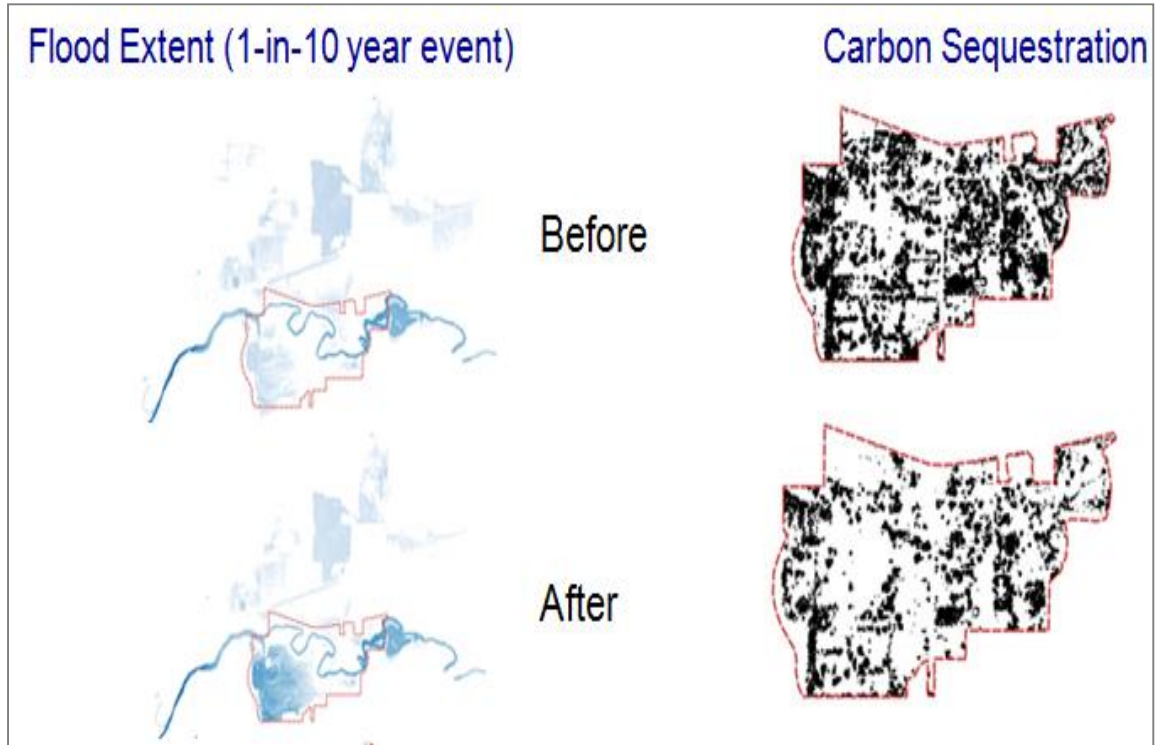 Flood Extent (1-in-10 year event)
Carbon Sequestration
Before
After